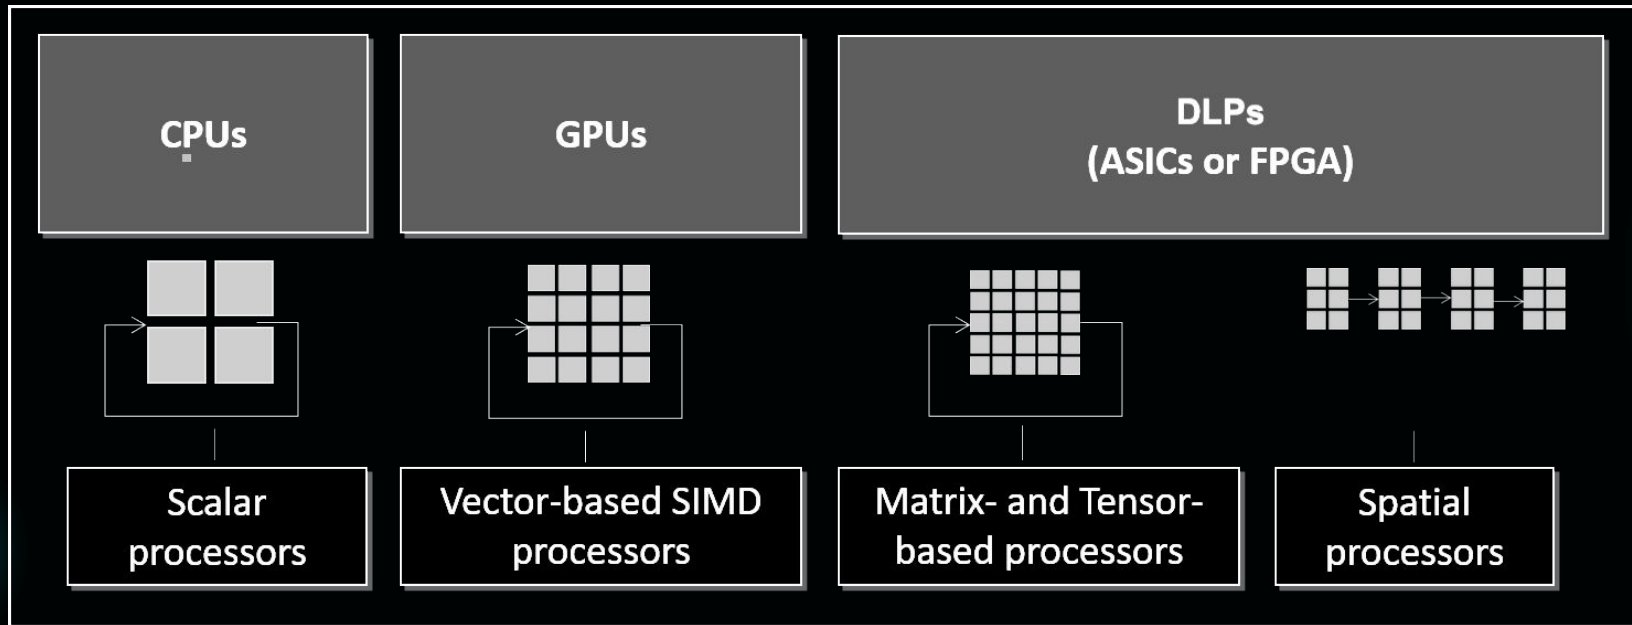 CPUs
GPUs
DLPs
(ASICs or FPGA)
Scalar
processors
Vector-based SIMD
processors
Matrix- and Tensor-
based processors
Spatial
processors